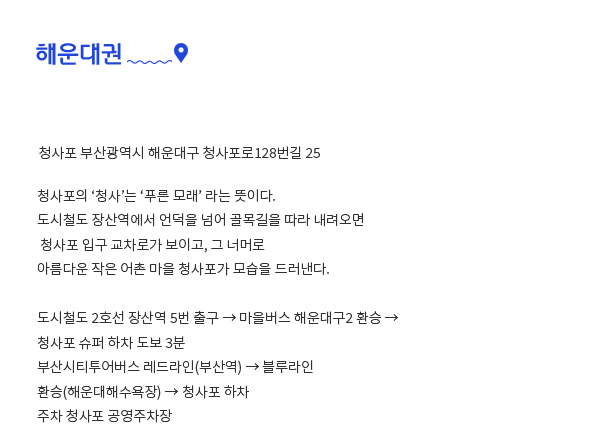 해운대권
청사포 부산광역시 해운대구 청사포로128번길 25
청사포의 ‘청사’는 ‘푸른 모래’ 라는 뜻이다.
도시철도 장산역에서 언덕을 넘어 골목길을 따라 내려오면
청사포 입구 교차로가 보이고, 그 너머로
아름다운 작은 어촌 마을 청사포가 모습을 드러낸다.
도시철도 2호선 장산역 5번 출구 → 마을버스 해운대구2 환승 →
청사포 슈퍼 하차 도보 3분
부산시티투어버스 레드라인(부산역) → 블루라인
환승(해운대해수욕장) → 청사포 하차
주차 청사포 공영주차장